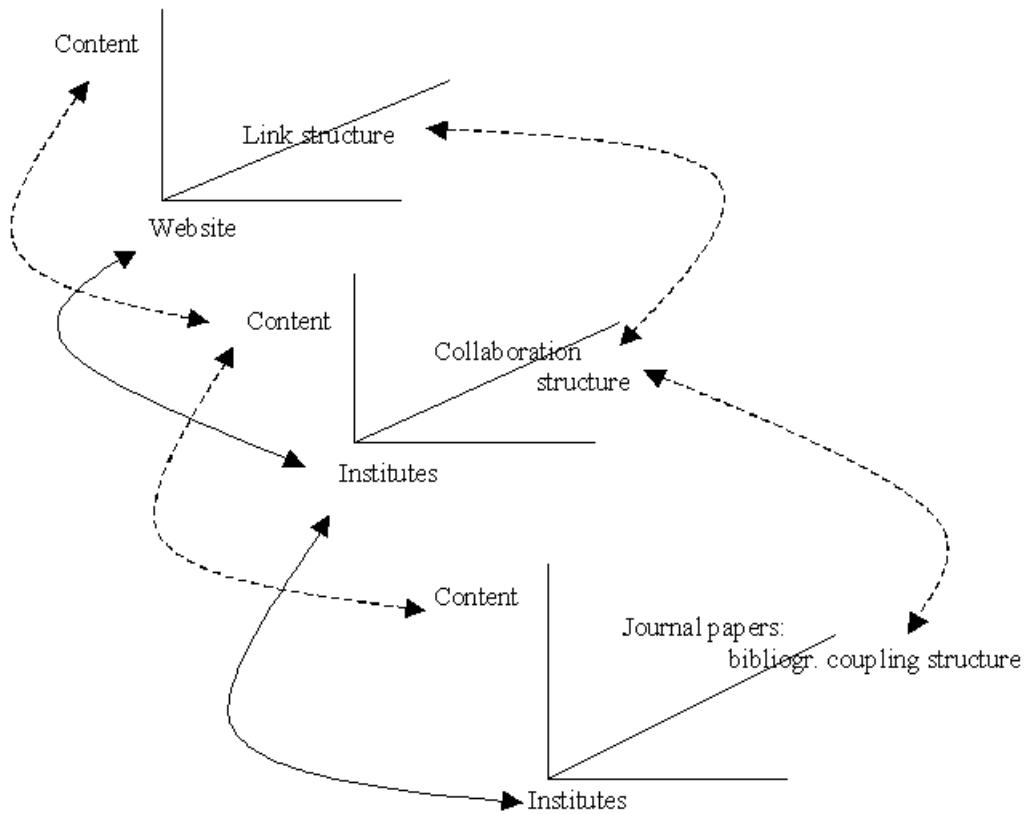 Content
Link structure
Website
Content
Collaboration
structure
Institutes
Content
Journal papers:
bibliogr. coupling structure
Institutes